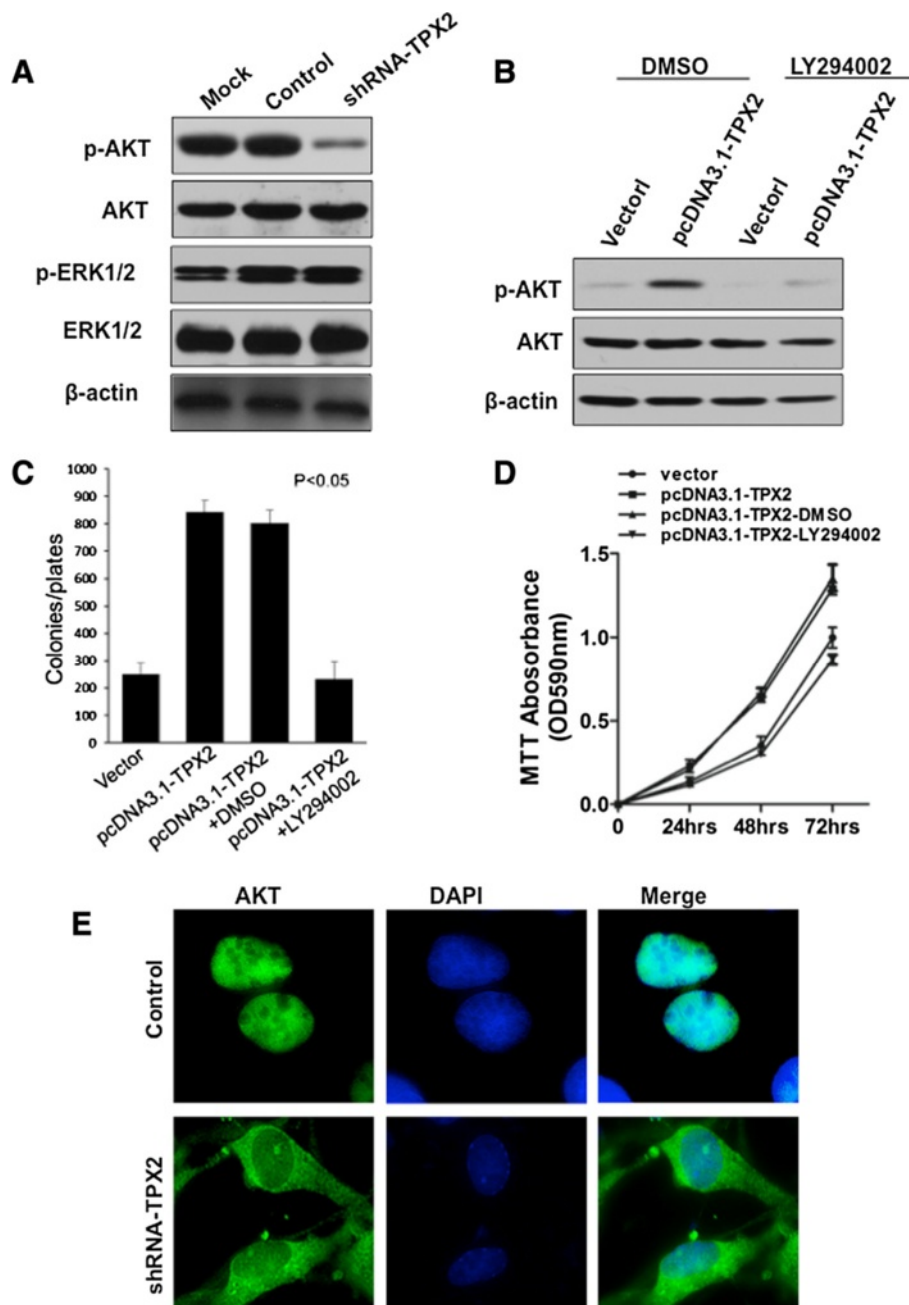 A
Mock Control shRNA-TPX2
p-AKT
AKT
p-ERK1/2
ERK1/2
β-actin
B
DMSO LY294002
Vectorl pcDNA3.1-TPX2 Vectorl pcDNA3.1-TPX2
p-AKT
AKT
β-actin
C
P<0.05
Colonies/plates
1000
900
800
700
600
500
400
300
200
100
0
Vector
pcDNA3.1-TPX2
pcDNA3.1-TPX2
+DMSO
pcDNA3.1-TPX2
+LY294002
D
vector
pcDNA3.1-TPX2
pcDNA3.1-TPX2-DMSO
pcDNA3.1-TPX2-LY294002
MTT Abosorbance
(OD590nm)
1.5
1.0
0.5
0.0
0 24hrs 48hrs 72hrs
E
AKT DAPI Merge
Control
shRNA-TPX2